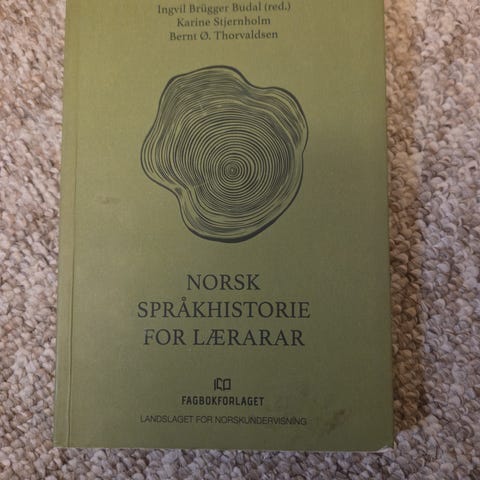 Ingvil Brügger Budal (red.)
Karine Stjernholm
Bernt Ø. Thorvaldsen
NORSK
SPRÅKHISTORIE
FOR LÆRARAR
FAGBOKFORLAGET
LANDSLAGET FOR NORSKUNDERVISNING